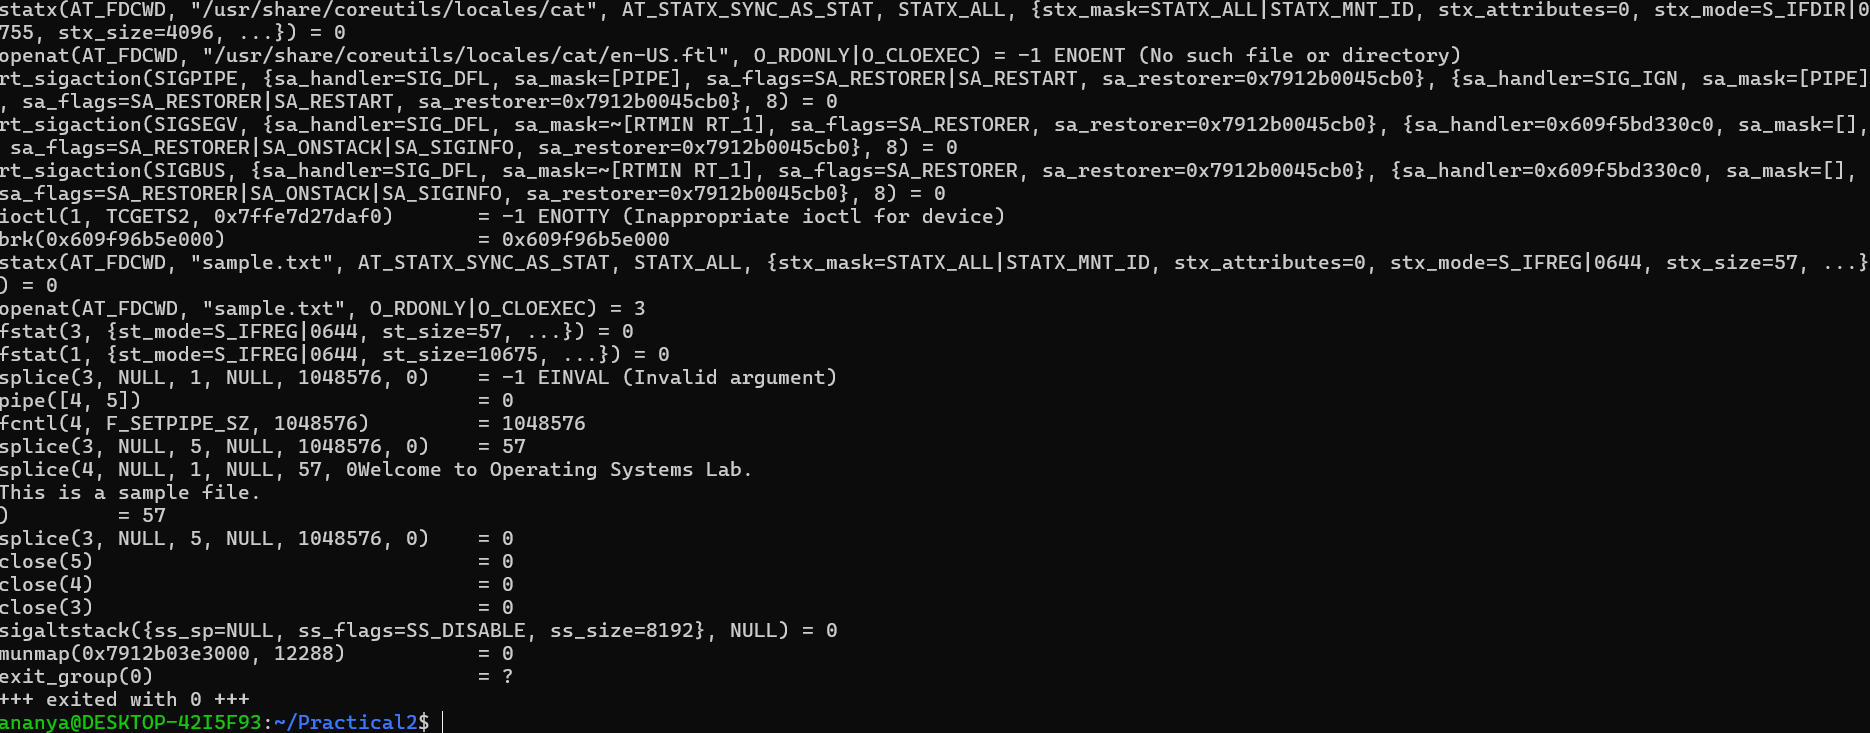 statx(AT_FDCWD, "/usr/share/coreutils/locales/cat", AT_STATX_SYNC_AS_STAT, STATX_ALL, {stx_mask=STATX_ALL|STATX_MNT_ID, stx_attributes=0, stx_mode=S_IFDIR|0
755, stx_size=4096, ...}) = 0
openat(AT_FDCWD, "/usr/share/coreutils/locales/cat/en-US.ftl", O_RDONLY|O_CLOEXEC) = -1 ENOENT (No such file or directory)
rt_sigaction(SIGPIPE, {sa_handler=SIG_DFL, sa_mask=[PIPE], sa_flags=SA_RESTORER|SA_RESTART, sa_restorer=0x7912b0045cb0}, {sa_handler=SIG_IGN, sa_mask=[PIPE]
, sa_flags=SA_RESTORER|SA_RESTART, sa_restorer=0x7912b0045cb0}, 8) = 0
rt_sigaction(SIGSEGV, {sa_handler=SIG_DFL, sa_mask=~[RTMIN RT_1], sa_flags=SA_RESTORER, sa_restorer=0x7912b0045cb0}, {sa_handler=0x609f5bd330c0, sa_mask=[],
 sa_flags=SA_RESTORER|SA_ONSTACK|SA_SIGINFO, sa_restorer=0x7912b0045cb0}, 8) = 0
rt_sigaction(SIGBUS, {sa_handler=SIG_DFL, sa_mask=~[RTMIN RT_1], sa_flags=SA_RESTORER, sa_restorer=0x7912b0045cb0}, {sa_handler=0x609f5bd330c0, sa_mask=[],
sa_flags=SA_RESTORER|SA_ONSTACK|SA_SIGINFO, sa_restorer=0x7912b0045cb0}, 8) = 0
ioctl(1, TCGETS2, 0x7ffe7d27daf0)       = -1 ENOTTY (Inappropriate ioctl for device)
brk(0x609f96b5e000)                     = 0x609f96b5e000
statx(AT_FDCWD, "sample.txt", AT_STATX_SYNC_AS_STAT, STATX_ALL, {stx_mask=STATX_ALL|STATX_MNT_ID, stx_attributes=0, stx_mode=S_IFREG|0644, stx_size=57, ...}
) = 0
openat(AT_FDCWD, "sample.txt", O_RDONLY|O_CLOEXEC) = 3
fstat(3, {st_mode=S_IFREG|0644, st_size=57, ...}) = 0
fstat(1, {st_mode=S_IFREG|0644, st_size=10675, ...}) = 0
splice(3, NULL, 1, NULL, 1048576, 0)    = -1 EINVAL (Invalid argument)
pipe([4, 5])                            = 0
fcntl(4, F_SETPIPE_SZ, 1048576)         = 1048576
splice(3, NULL, 5, NULL, 1048576, 0)    = 57
splice(4, NULL, 1, NULL, 57, 0Welcome to Operating Systems Lab.
This is a sample file.
)         = 57
splice(3, NULL, 5, NULL, 1048576, 0)    = 0
close(5)                                = 0
close(4)                                = 0
close(3)                                = 0
sigaltstack({ss_sp=NULL, ss_flags=SS_DISABLE, ss_size=8192}, NULL) = 0
munmap(0x7912b03e3000, 12288)           = 0
exit_group(0)                           = ?
+++ exited with 0 +++
ananya@DESKTOP-42I5F93:~/Practical2$